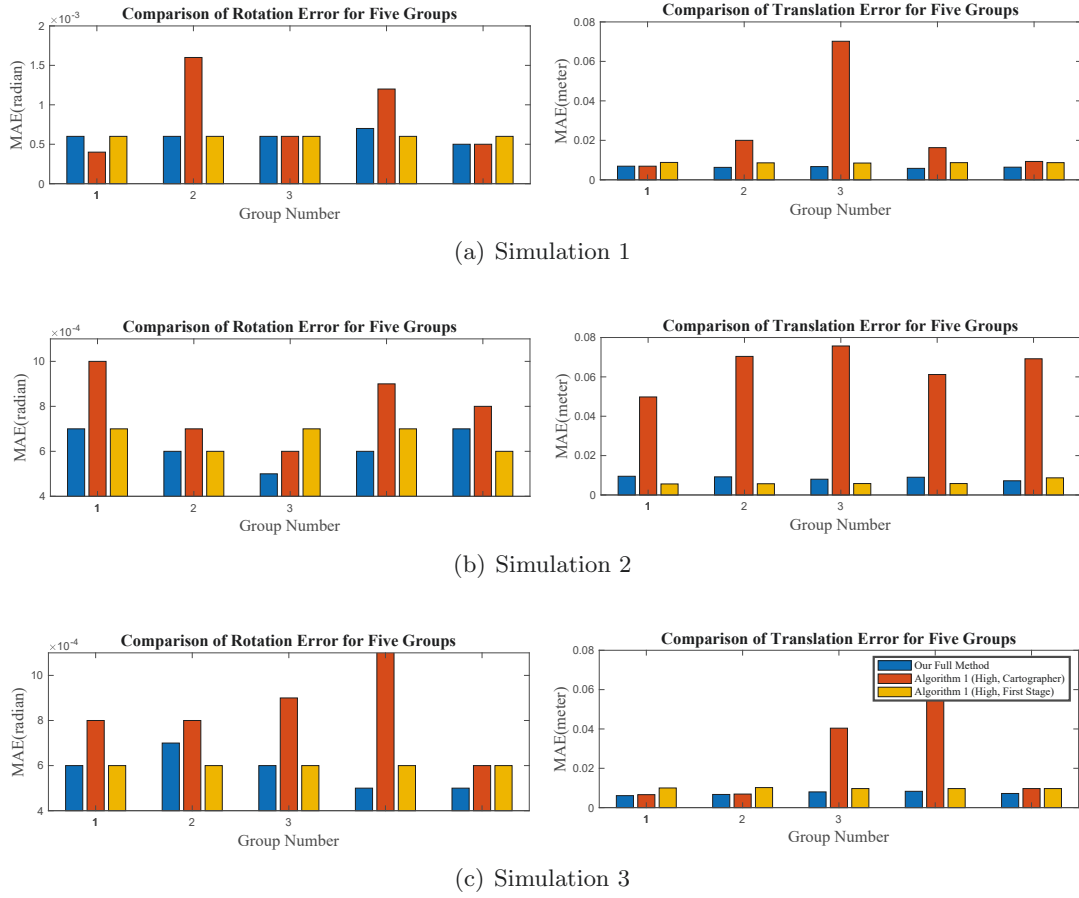 Comparison of Rotation Error for Five Groups
×10⁻³
2
1.5
1
0.5
0
MAE(radian)
1 2 3
Group Number
Comparison of Translation Error for Five Groups
0.08
0.06
0.04
0.02
0
MAE(meter)
1 2 3
Group Number
(a) Simulation 1
Comparison of Rotation Error for Five Groups
×10⁻⁴
10
8
6
4
MAE(radian)
1 2 3
Group Number
Comparison of Translation Error for Five Groups
0.08
0.06
0.04
0.02
0
MAE(meter)
1 2 3
Group Number
(b) Simulation 2
Comparison of Rotation Error for Five Groups
×10⁻⁴
10
8
6
4
MAE(radian)
1 2 3
Group Number
Comparison of Translation Error for Five Groups
0.08
0.06
0.04
0.02
0
MAE(meter)
Our Full Method
Algorithm 1 (High, Cartographer)
Algorithm 1 (High, First Stage)
1 2 3
Group Number
(c) Simulation 3